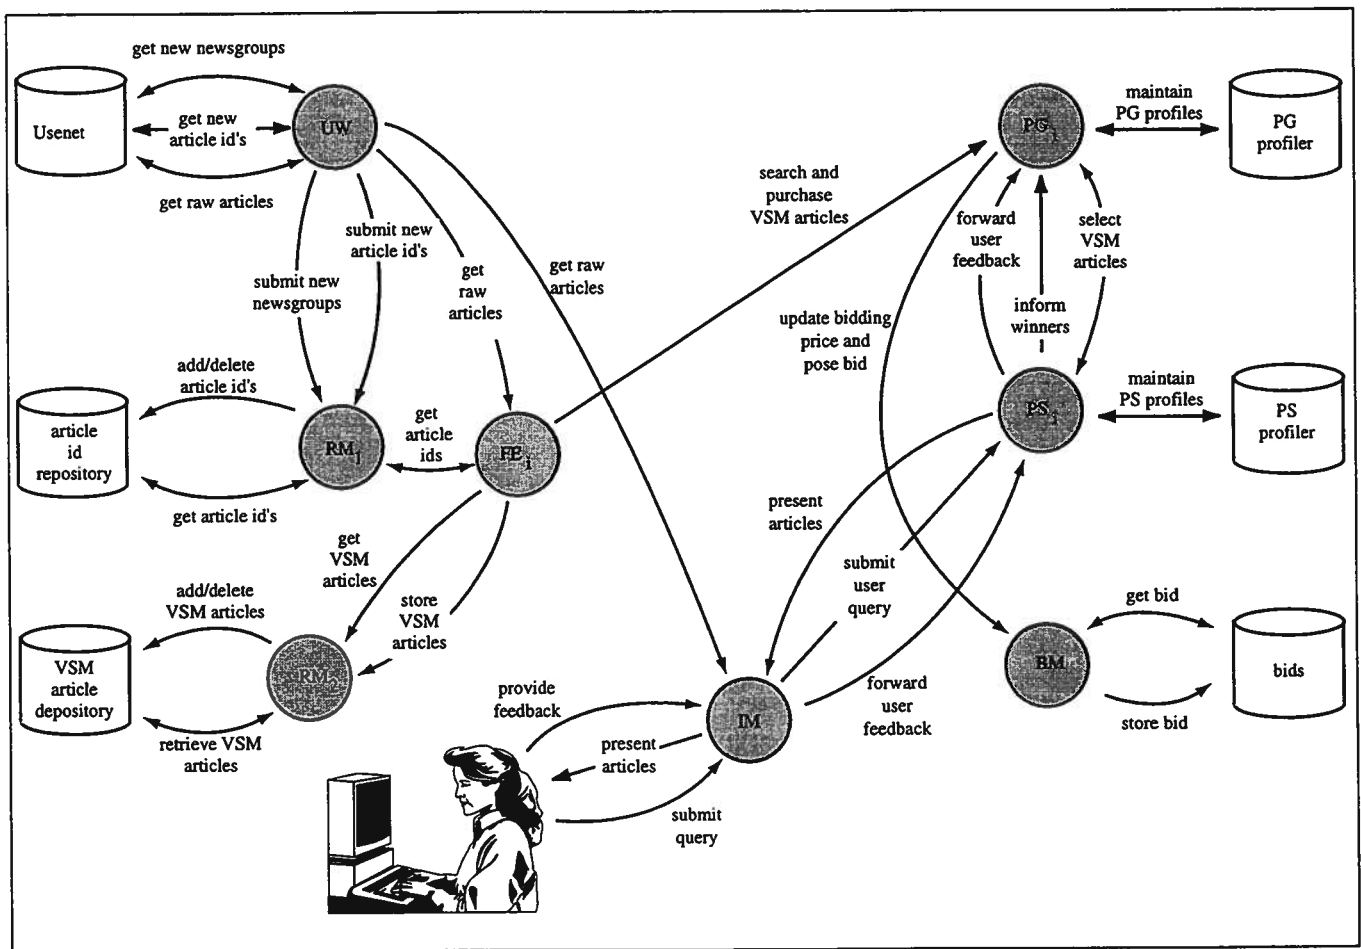 get new newsgroups
Usenet
get new
article id's
UW
get raw articles
submit new
article id's
submit new
newsgroups
get
raw
articles
get raw
articles
search and
purchase
VSM articles
PG i
maintain
PG profiles
PG
profiler
forward
user
feedback
select
VSM
articles
inform
winners
update bidding
price and
pose bid
add/delete
article id's
article
id
repository
RM 1
get
article
ids
FE i
get article id's
PS i
maintain
PS profiles
PS
profiler
get
VSM
articles
store
VSM
articles
add/delete
VSM articles
VSM
article
depository
RM 2
retrieve VSM
articles
present
articles
submit
user
query
forward
user
feedback
get bid
BM
bids
store bid
provide
feedback
IM
present
articles
submit
query